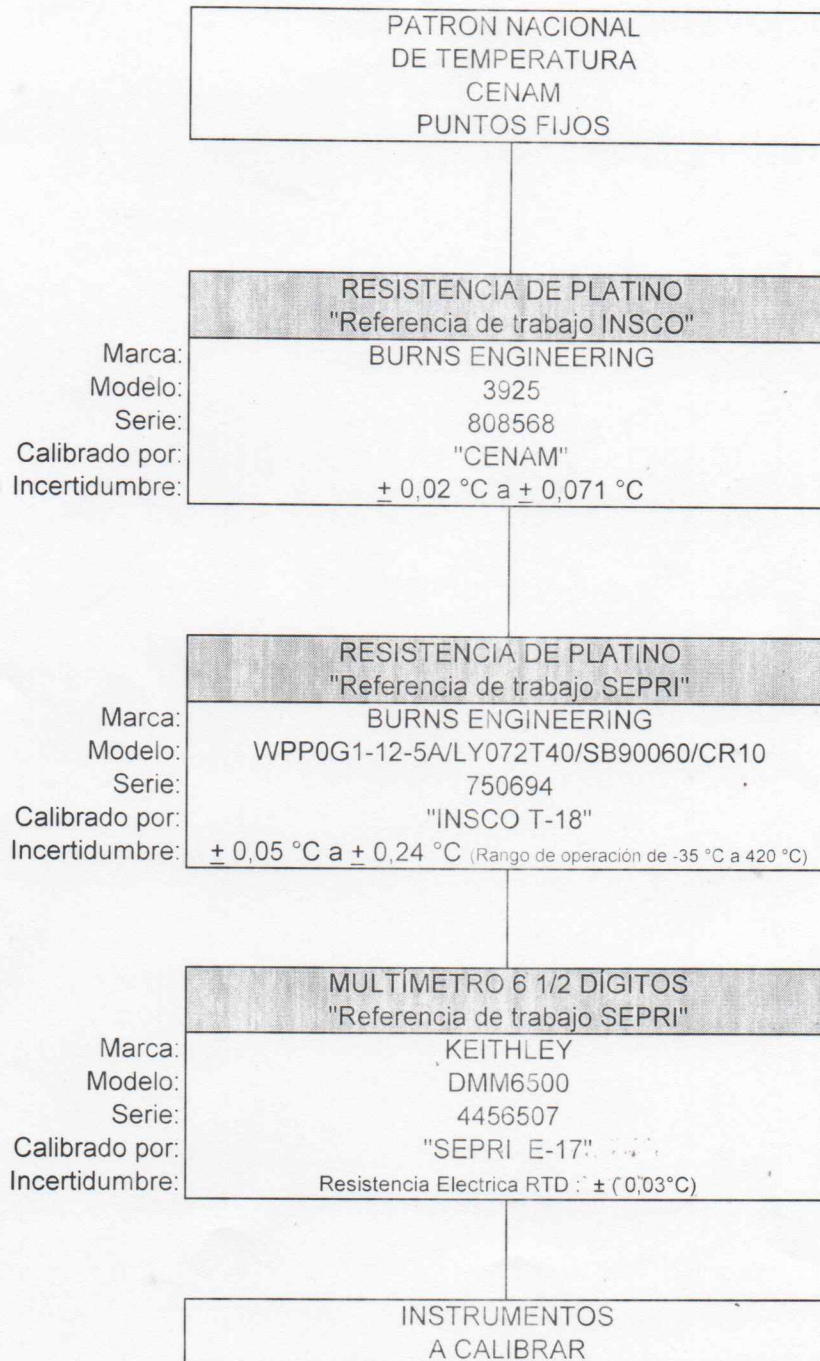 PATRON NACIONAL
DE TEMPERATURA
CENAM
PUNTOS FIJOS
RESISTENCIA DE PLATINO
"Referencia de trabajo INSCO"
Marca: BURNS ENGINEERING
Modelo: 3925
Serie: 808568
Calibrado por: "CENAM"
Incertidumbre: ± 0,02 °C a ± 0,071 °C
RESISTENCIA DE PLATINO
"Referencia de trabajo SEPRI"
Marca: BURNS ENGINEERING
Modelo: WPP0G1-12-5A/LY072T40/SB90060/CR10
Serie: 750694
Calibrado por: "INSCO T-18"
Incertidumbre: ± 0,05 °C a ± 0,24 °C (Rango de operación de -35 °C a 420 °C)
MULTÍMETRO 6 1/2 DÍGITOS
"Referencia de trabajo SEPRI"
Marca: KEITHLEY
Modelo: DMM6500
Serie: 4456507
Calibrado por: "SEPRI E-17"
Incertidumbre: Resistencia Electrica RTD : ± ( 0,03°C)
INSTRUMENTOS
A CALIBRAR